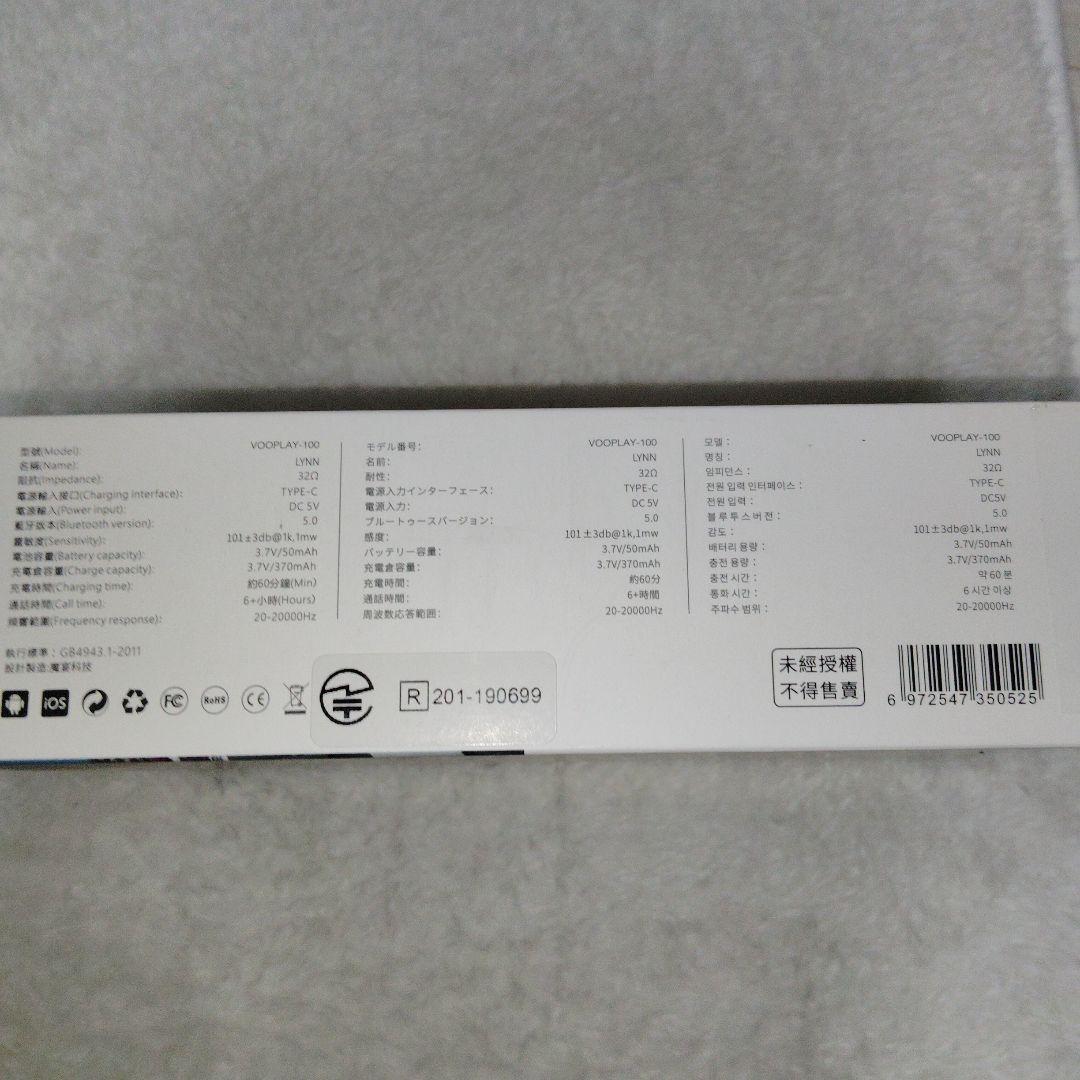 型號(Model): VOOPLAY-100
名稱(Name): LYNN
阻抗(Impedance): 32Ω
電源輸入接口(Charging interface): TYPE-C
電源輸入(Power input): DC 5V
藍牙版本(Bluetooth version): 5.0
靈敏度(Sensitivity): 101±3db@1k,1mw
電池容量(Battery capacity): 3.7V/50mAh
充電倉容量(Charge capacity): 3.7V/370mAh
充電時間(Charging time): 約60分鐘(Min)
通話時間(Call time): 6+小時(Hours)
頻響範圍(Frequency response): 20-20000Hz
執行標準：GB4943.1-2011
設計製造:魔宴科技
モデル番号： VOOPLAY-100
名前： LYNN
耐性： 32Ω
電源入力インターフェース： TYPE-C
電源入力： DC 5V
ブルートゥースバージョン： 5.0
感度： 101±3db@1k,1mw
バッテリー容量： 3.7V/50mAh
充電倉容量： 3.7V/370mAh
充電時間： 約60分
通話時間： 6+時間
周波数応答範囲： 20-20000Hz
모델： VOOPLAY-100
명칭： LYNN
임피던스： 32Ω
전원 입력 인터페이스： TYPE-C
전원 입력： DC5V
블루투스 버전： 5.0
감도： 101±3db@1k,1mw
배터리 용량： 3.7V/50mAh
충전 용량： 3.7V/370mAh
충전 시간： 약 60 분
통화 시간： 6 시간 이상
주파수 범위： 20-20000Hz
iOS
FC
RoHS
CE
R 201-190699
未經授權
不得售賣
6 972547 350525